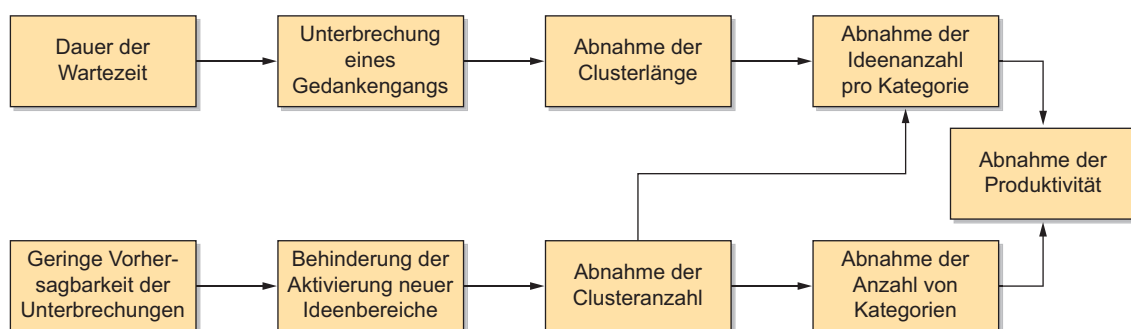 Dauer der
Wartezeit
Unterbrechung
eines
Gedankengangs
Abnahme der
Clusterlänge
Abnahme der
Ideenanzahl
pro Kategorie
Abnahme der
Produktivität
Geringe Vorher-
sagbarkeit der
Unterbrechungen
Behinderung der
Aktivierung neuer
Ideenbereiche
Abnahme der
Clusteranzahl
Abnahme der
Anzahl von
Kategorien